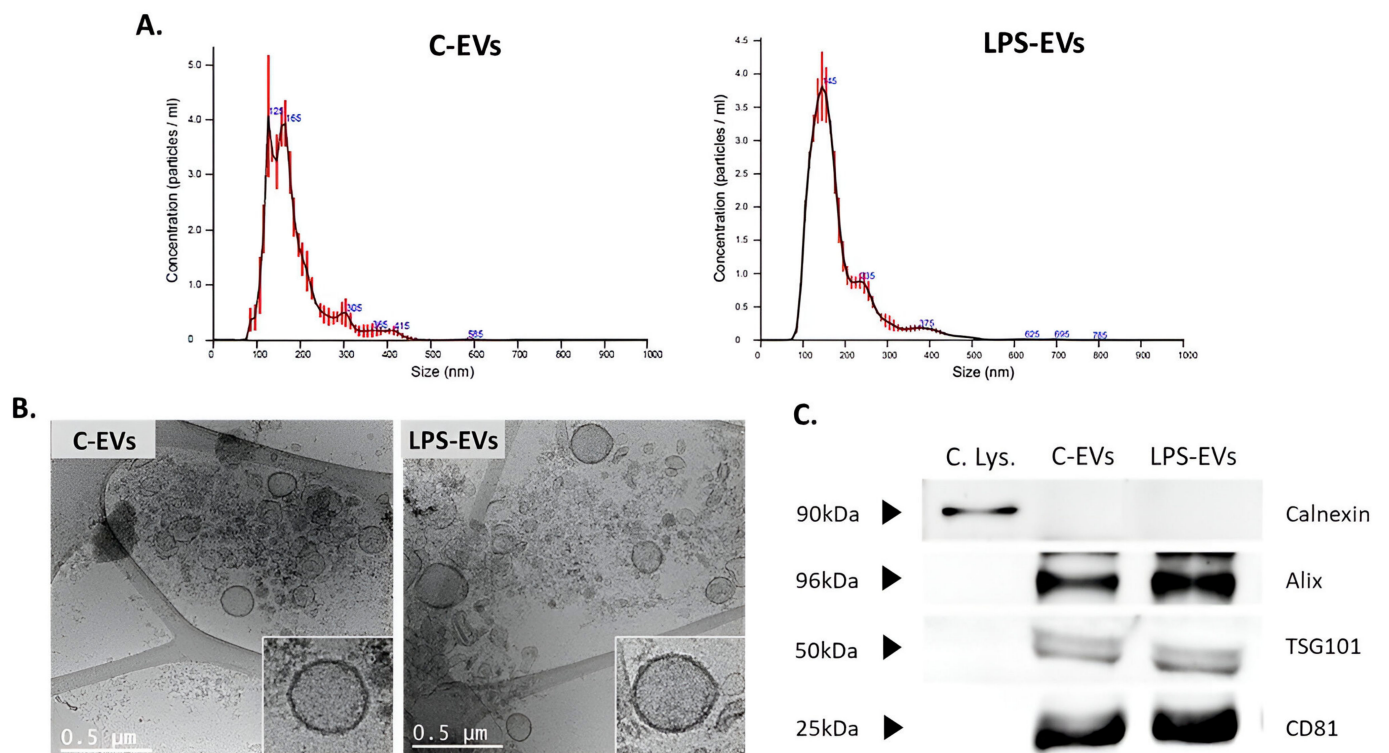 A.
C-EVs
Concentration (particles / ml)
5.0
4.0
3.0
2.0
1.0
0
125
165
305
365
415
585
0 100 200 300 400 500 600 700 800 900 1000
Size (nm)
LPS-EVs
Concentration (particles / ml)
4.5
4.0
3.5
3.0
2.5
2.0
1.5
1.0
0.5
0
145
235
375
625
695
785
0 100 200 300 400 500 600 700 800 900 1000
Size (nm)
B.
C-EVs
0.5 µm
LPS-EVs
0.5 µm
C.
C. Lys. C-EVs LPS-EVs
90kDa Calnexin
96kDa Alix
50kDa TSG101
25kDa CD81